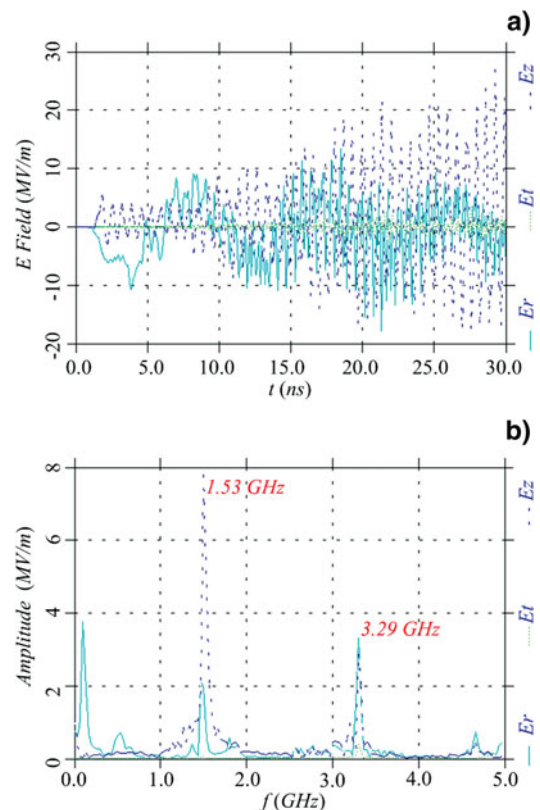 a)
30
20
10
0
-10
-20
E Field (MV/m)
0.0 5.0 10.0 15.0 20.0 25.0 30.0
t (ns)
Er Et Ez
b)
8
6
4
2
0
Amplitude (MV/m)
1.53 GHz
3.29 GHz
0.0 1.0 2.0 3.0 4.0 5.0
f (GHz)
Er Et Ez